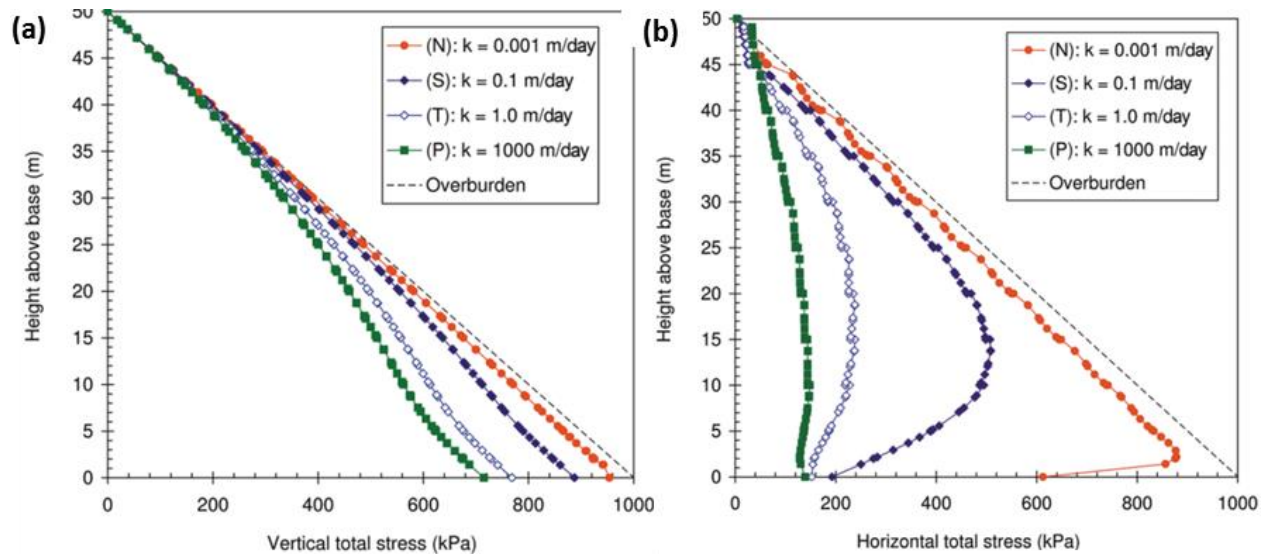 (a)
50
45
40
35
30
25
20
15
10
5
0
Height above base (m)
0 200 400 600 800 1000
Vertical total stress (kPa)
(N): k = 0.001 m/day
(S): k = 0.1 m/day
(T): k = 1.0 m/day
(P): k = 1000 m/day
Overburden
(b)
50
45
40
35
30
25
20
15
10
5
0
Height above base (m)
0 200 400 600 800 1000
Horizontal total stress (kPa)
(N): k = 0.001 m/day
(S): k = 0.1 m/day
(T): k = 1.0 m/day
(P): k = 1000 m/day
Overburden